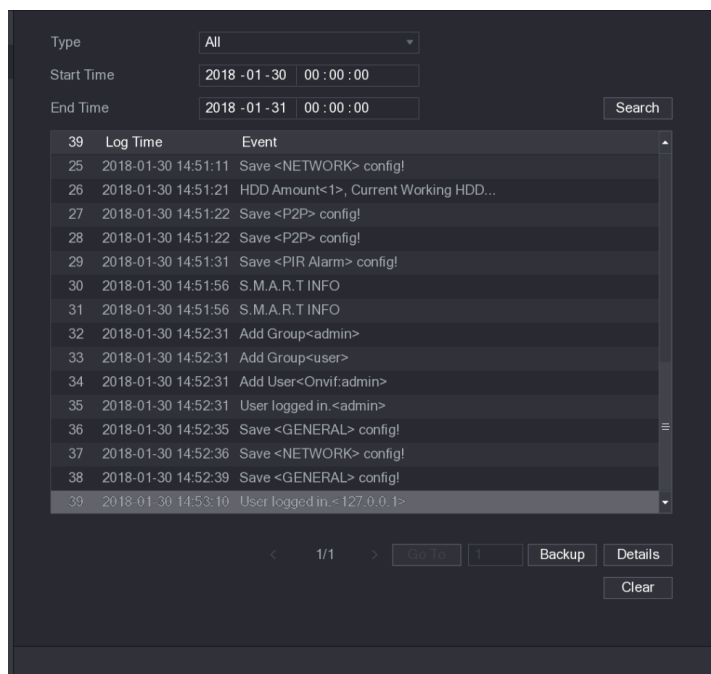 Type All
Start Time 2018 -01 -30 00 : 00 : 00
End Time 2018 -01 -31 00 : 00 : 00 Search
39 Log Time Event
25 2018-01-30 14:51:11 Save <NETWORK> config!
26 2018-01-30 14:51:21 HDD Amount<1>, Current Working HDD...
27 2018-01-30 14:51:22 Save <P2P> config!
28 2018-01-30 14:51:22 Save <P2P> config!
29 2018-01-30 14:51:31 Save <PIR Alarm> config!
30 2018-01-30 14:51:56 S.M.A.R.T INFO
31 2018-01-30 14:51:56 S.M.A.R.T INFO
32 2018-01-30 14:52:31 Add Group<admin>
33 2018-01-30 14:52:31 Add Group<user>
34 2018-01-30 14:52:31 Add User<Onvif:admin>
35 2018-01-30 14:52:31 User logged in.<admin>
36 2018-01-30 14:52:35 Save <GENERAL> config!
37 2018-01-30 14:52:36 Save <NETWORK> config!
38 2018-01-30 14:52:39 Save <GENERAL> config!
39 2018-01-30 14:53:10 User logged in.<127.0.0.1>
< 1/1 > Go To 1 Backup Details
Clear